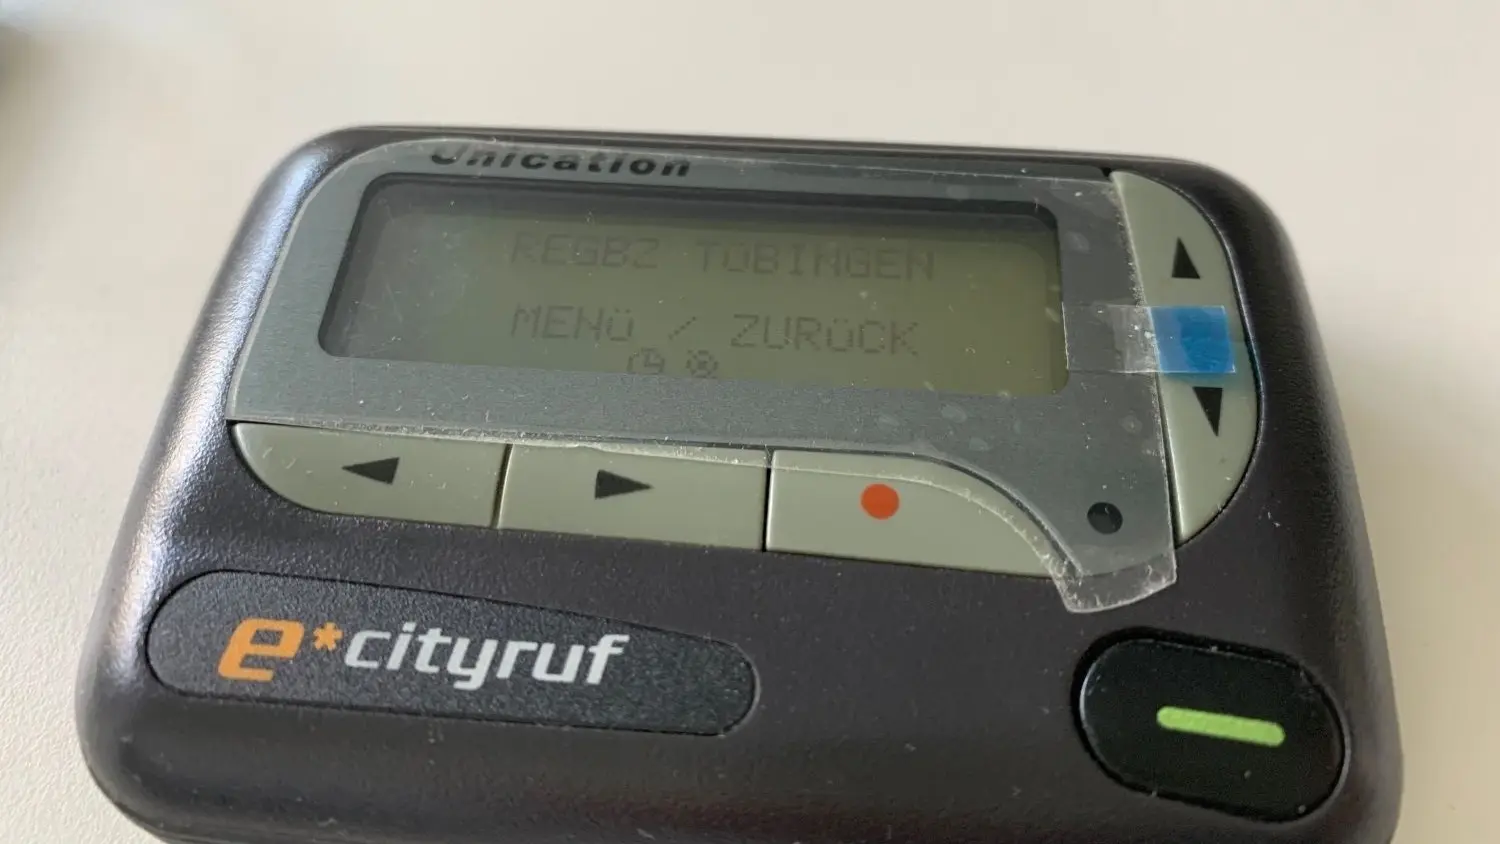 Unication
REGBZ TüBINGEN
MENü / ZURüCK
e*cityruf